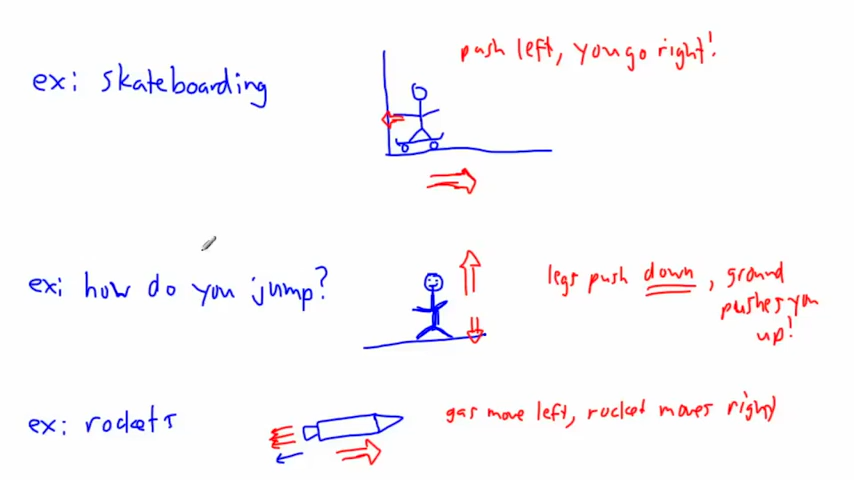 push left, you go right!
ex: skateboarding
ex: how do you jump?
legs push down, ground
pushes you
up!
ex: rockets
gas move left, rocket moves right